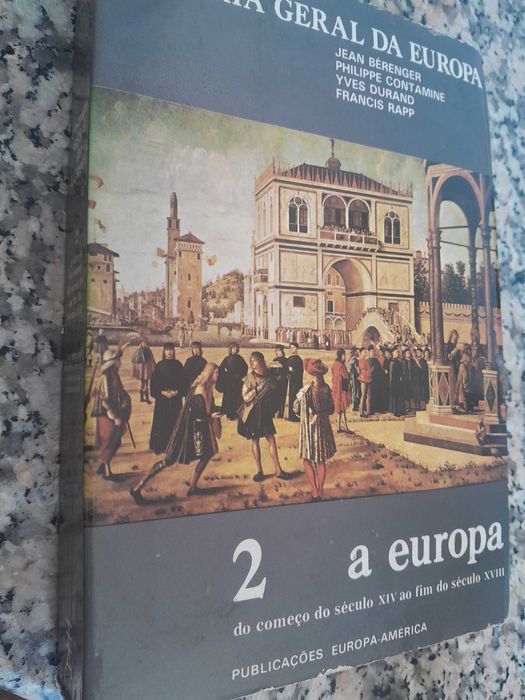 GERAL DA EUROPA
JEAN BÉRENGER
PHILIPPE CONTAMINE
YVES DURAND
FRANCIS RAPP
2 a europa
do começo do século XIV ao fim do século XVIII
PUBLICAÇÕES EUROPA-AMÉRICA